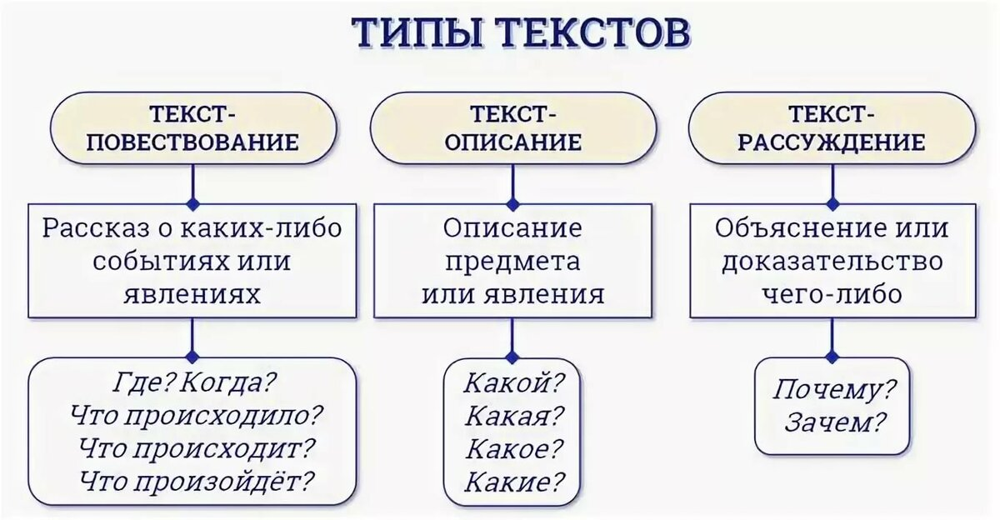 ТИПЫ ТЕКСТОВ
ТЕКСТ-
ПОВЕСТВОВАНИЕ
Рассказ о каких-либо
событиях или
явлениях
Где? Когда?
Что происходило?
Что происходит?
Что произойдёт?
ТЕКСТ-
ОПИСАНИЕ
Описание
предмета
или явления
Какой?
Какая?
Какое?
Какие?
ТЕКСТ-
РАССУЖДЕНИЕ
Объяснение или
доказательство
чего-либо
Почему?
Зачем?